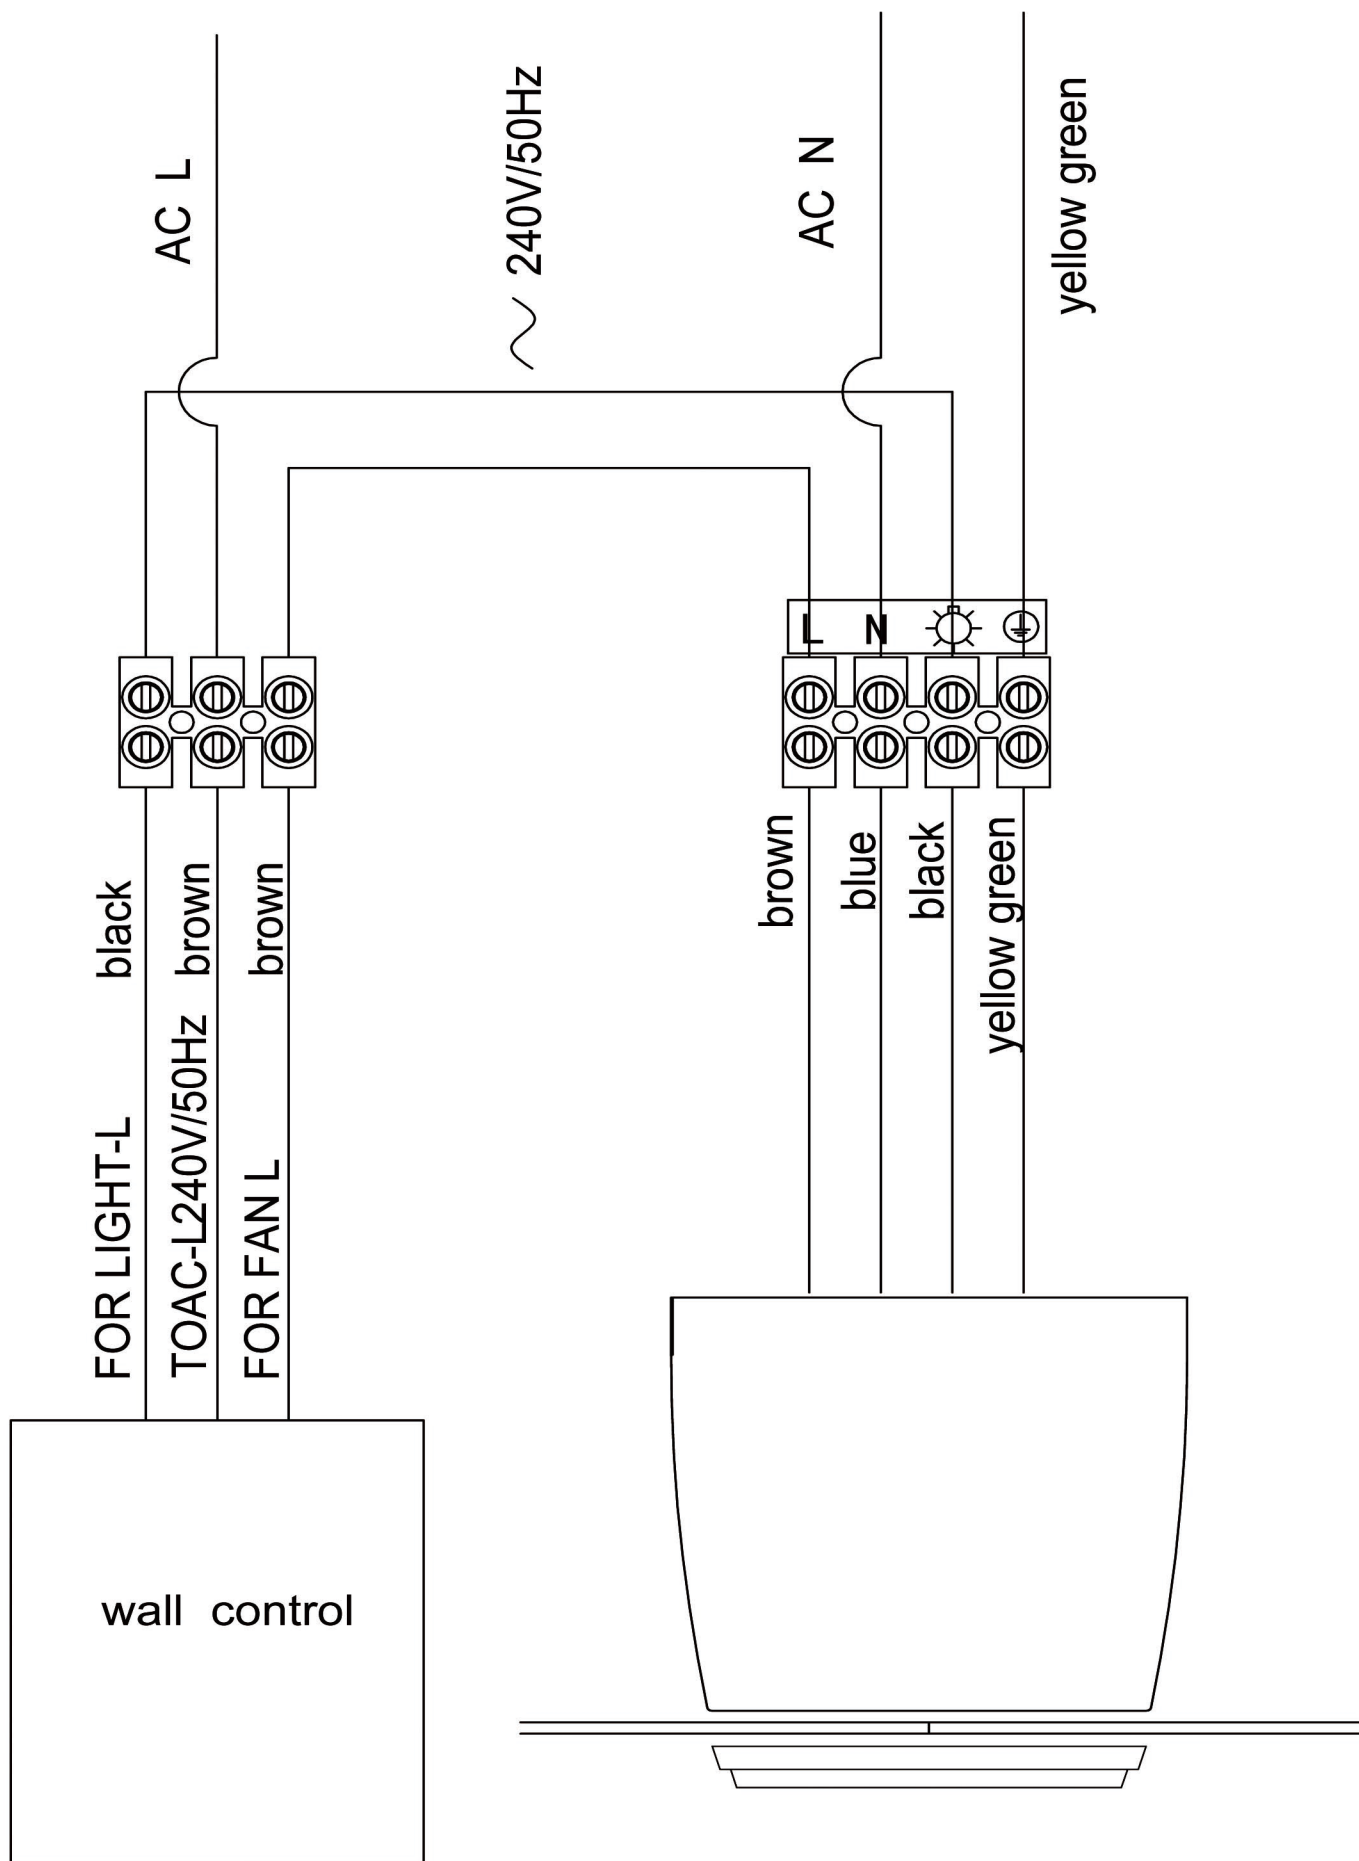 AC L
240V/50Hz
AC N
yellow green
L N
brown
blue
black
yellow green
black
brown
brown
FOR LIGHT-L
TOAC-L240V/50Hz
FOR FAN L
wall control